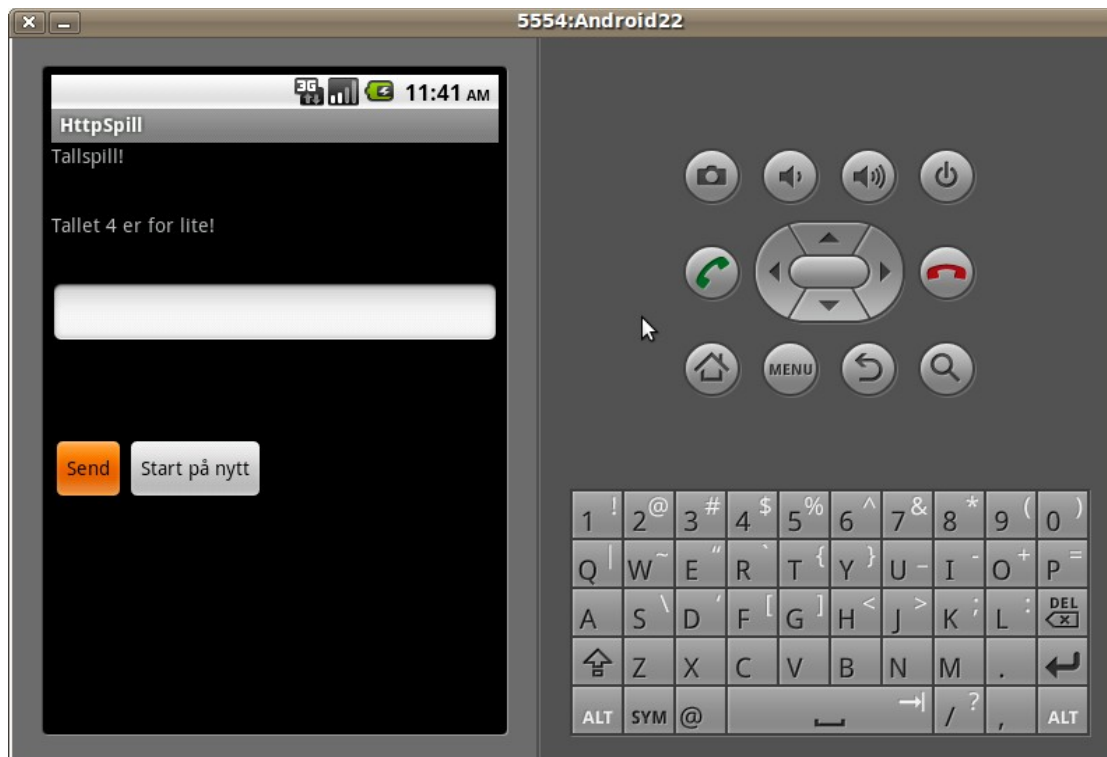 5554:Android22
3G 11:41 AM
HttpSpill
Tallspill!
Tallet 4 er for lite!
Send Start på nytt
MENU
1 ! 2 @ 3 # 4 $ 5 % 6 ^ 7 & 8 * 9 ( 0 )
Q | W ~ E " R ` T { Y } U _ I - O + P =
A S \ D ' F [ G ] H < J > K ; L : DEL
Z X C V B N M .
ALT SYM @ / ? , ALT